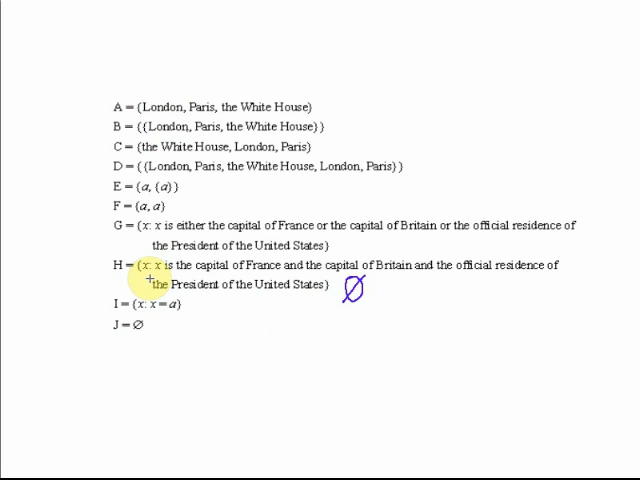 A = {London, Paris, the White House}
B = {{London, Paris, the White House}}
C = {the White House, London, Paris}
D = {{London, Paris, the White House, London, Paris}}
E = {a, {a}}
F = {a, a}
G = {x: x is either the capital of France or the capital of Britain or the official residence of
the President of the United States}
H = {x: x is the capital of France and the capital of Britain and the official residence of
the President of the United States} ∅
I = {x: x = a}
J = ∅